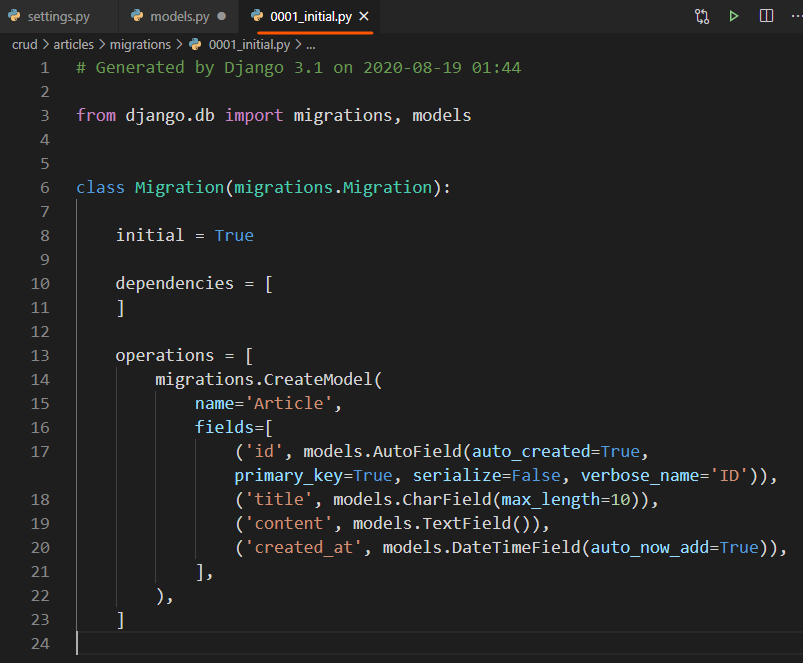 settings.py models.py 0001_initial.py
crud > articles > migrations > 0001_initial.py > ...
1 # Generated by Django 3.1 on 2020-08-19 01:44
2
3 from django.db import migrations, models
4
5
6 class Migration(migrations.Migration):
7
8 initial = True
9
10 dependencies = [
11 ]
12
13 operations = [
14 migrations.CreateModel(
15 name='Article',
16 fields=[
17 ('id', models.AutoField(auto_created=True,
primary_key=True, serialize=False, verbose_name='ID')),
18 ('title', models.CharField(max_length=10)),
19 ('content', models.TextField()),
20 ('created_at', models.DateTimeField(auto_now_add=True)),
21 ],
22 ),
23 ]
24